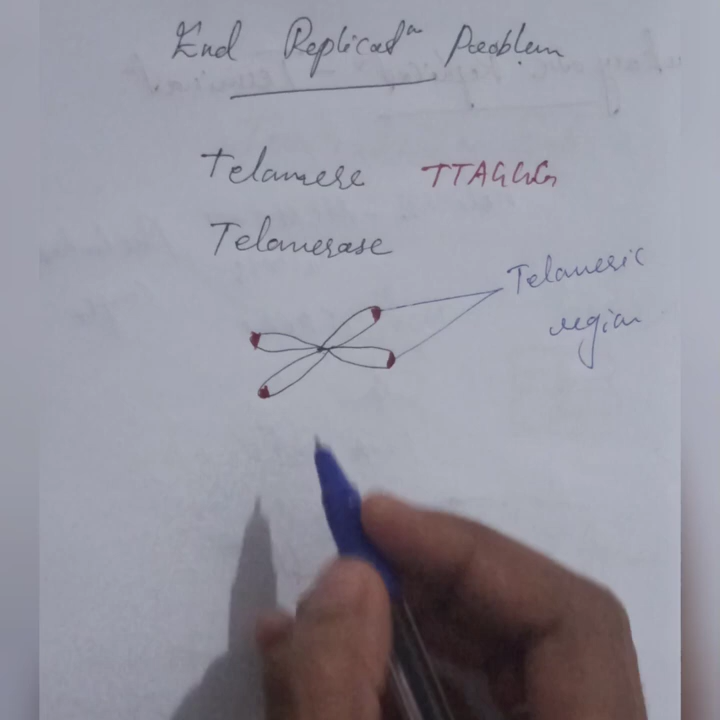 End Replicatⁿ Problem
Telomere TTAGGG
Telomerase
Telomeric
region